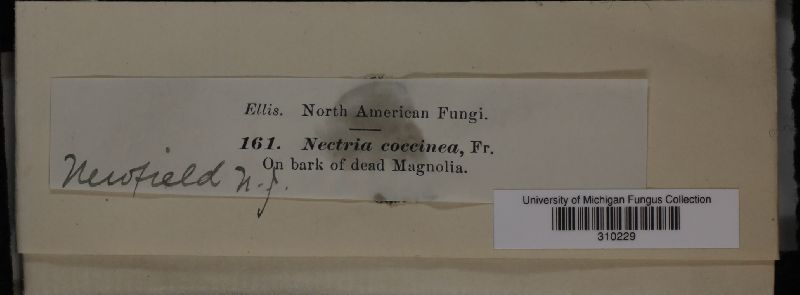 Ellis. North American Fungi.
161. Nectria coccinea, Fr.
On bark of dead Magnolia.
Newfield N.J.
University of Michigan Fungus Collection
310229